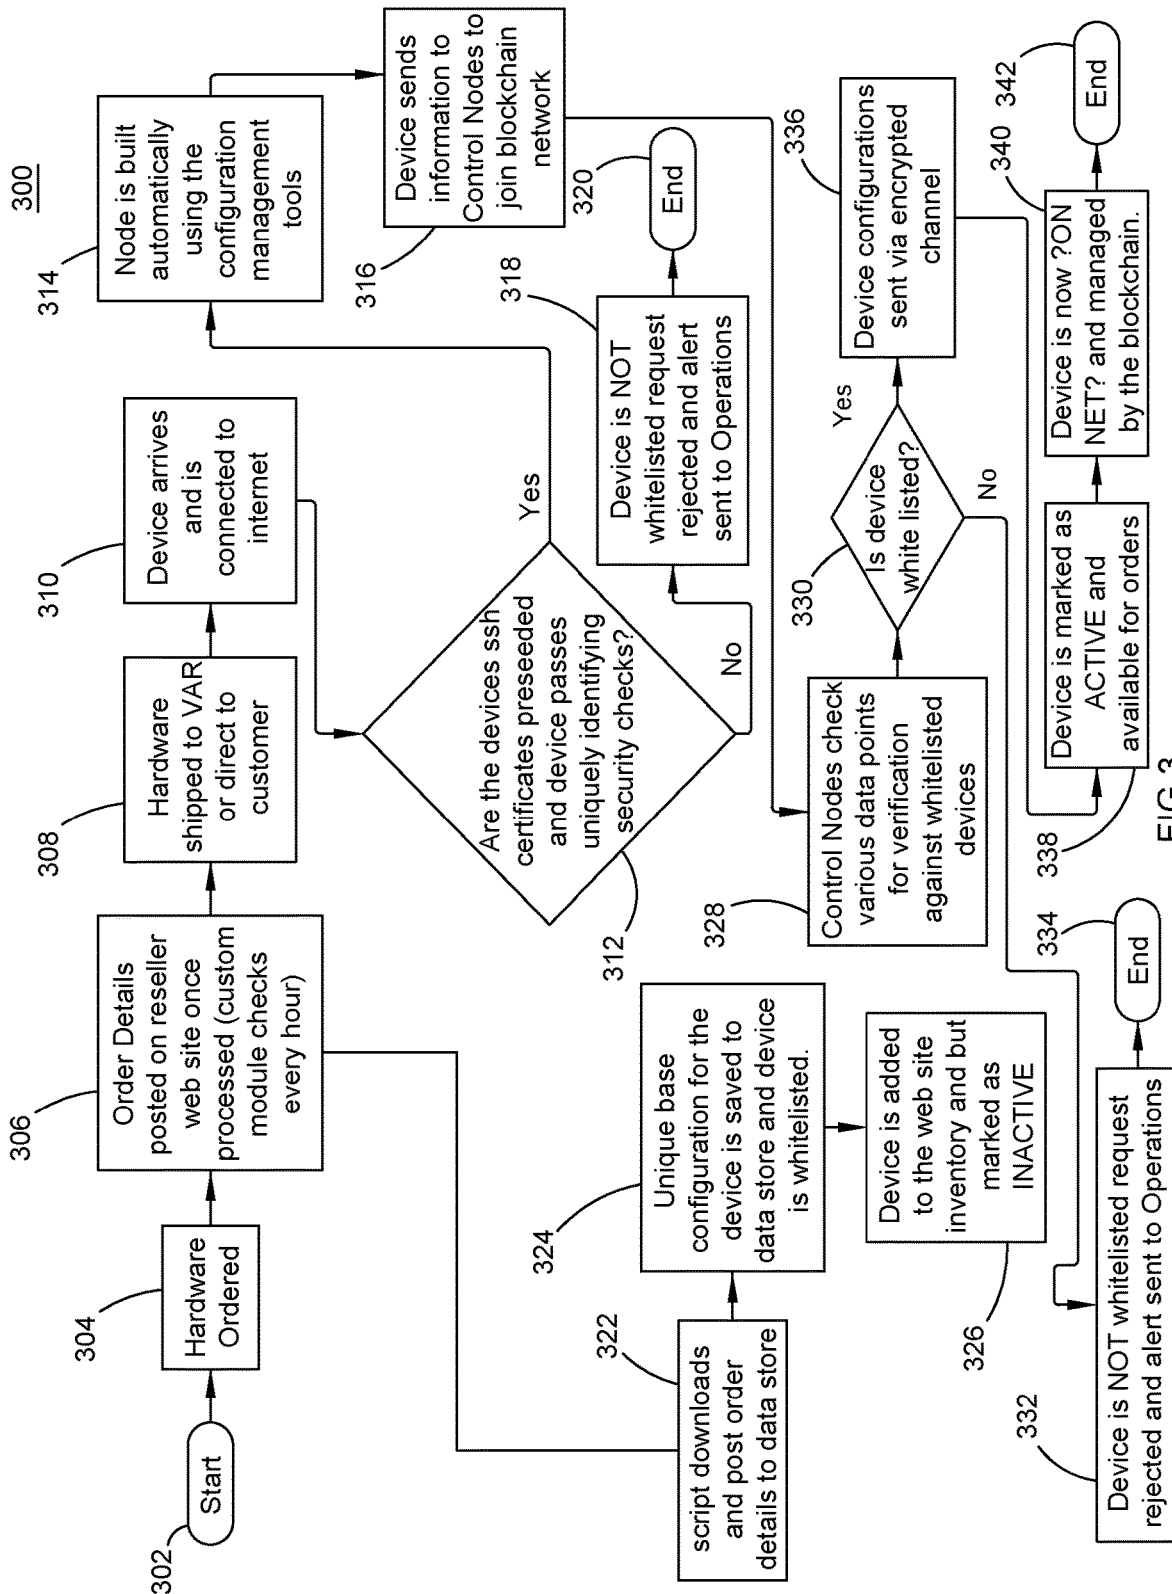 300
302
Start
304
Hardware
Ordered
306
Order Details
posted on reseller
web site once
processed (custom
module checks
every hour)
308
Hardware
shipped to VAR
or direct to
customer
310
Device arrives
and is
connected to
internet
312
Are the devices ssh
certificates preseeded
and device passes
uniquely identifying
security checks?
Yes
No
314
Node is built
automatically
using the
configuration
management
tools
316
Device sends
information to
Control Nodes to
join blockchain
network
318
Device is NOT
whitelisted request
rejected and alert
sent to Operations
320
End
322
script downloads
and post order
details to data store
324
Unique base
configuration for the
device is saved to
data store and device
is whitelisted.
326
Device is added
to the web site
inventory and but
marked as
INACTIVE
328
Control Nodes check
various data points
for verification
against whitelisted
devices
330
Is device
white listed?
Yes
No
332
Device is NOT whitelisted request
rejected and alert sent to Operations
334
End
336
Device configurations
sent via encrypted
channel
338
Device is marked as
ACTIVE and
available for orders
340
Device is now ?ON
NET? and managed
by the blockchain.
342
End
FIG 3